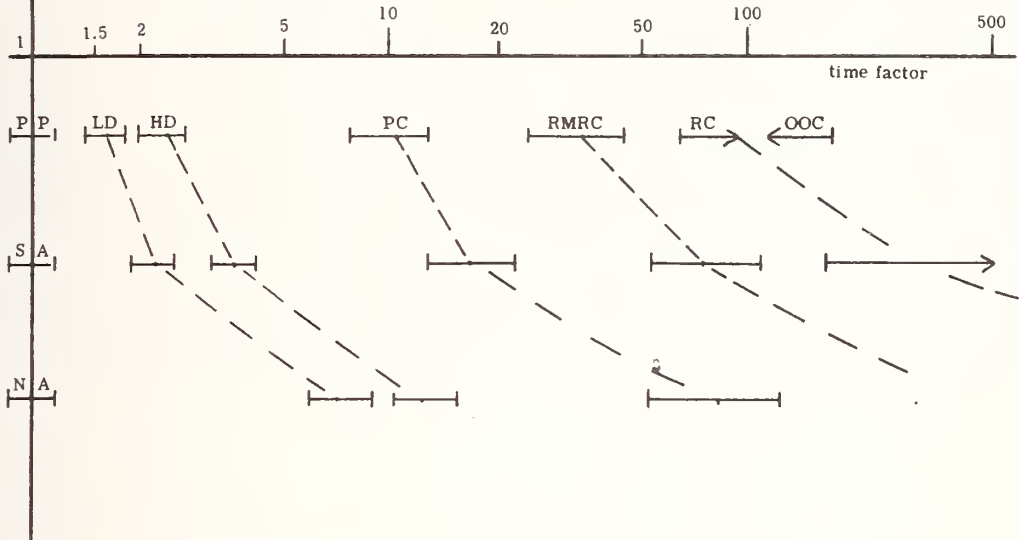 1 1.5 2 5 10 20 50 100 500
time factor
P P LD HD PC RMRC RC OOC
S A
N A